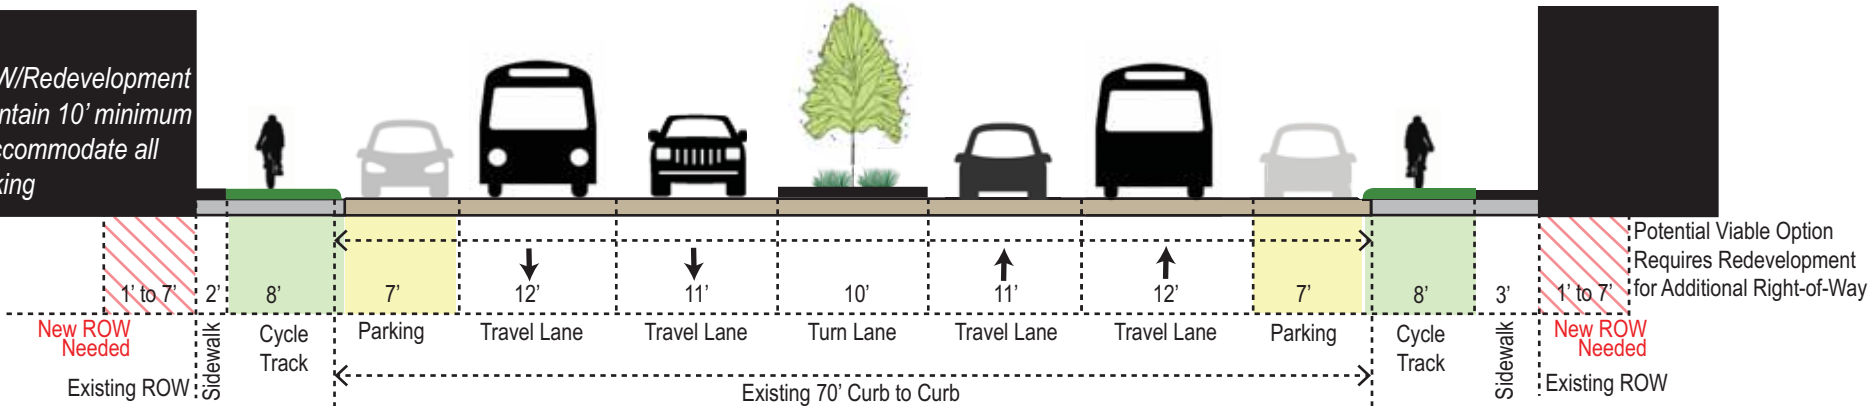 W/Redevelopment
ntain 10' minimum
ccommodate all
king
1' to 7'
2'
8'
7'
12'
11'
10'
11'
12'
7'
8'
3'
1' to 7'
Potential Viable Option
Requires Redevelopment
for Additional Right-of-Way
New ROW
Needed
Existing ROW
Sidewalk
Cycle
Track
Parking
Travel Lane
Travel Lane
Turn Lane
Travel Lane
Travel Lane
Parking
Cycle
Track
Sidewalk
New ROW
Needed
Existing ROW
Existing 70' Curb to Curb